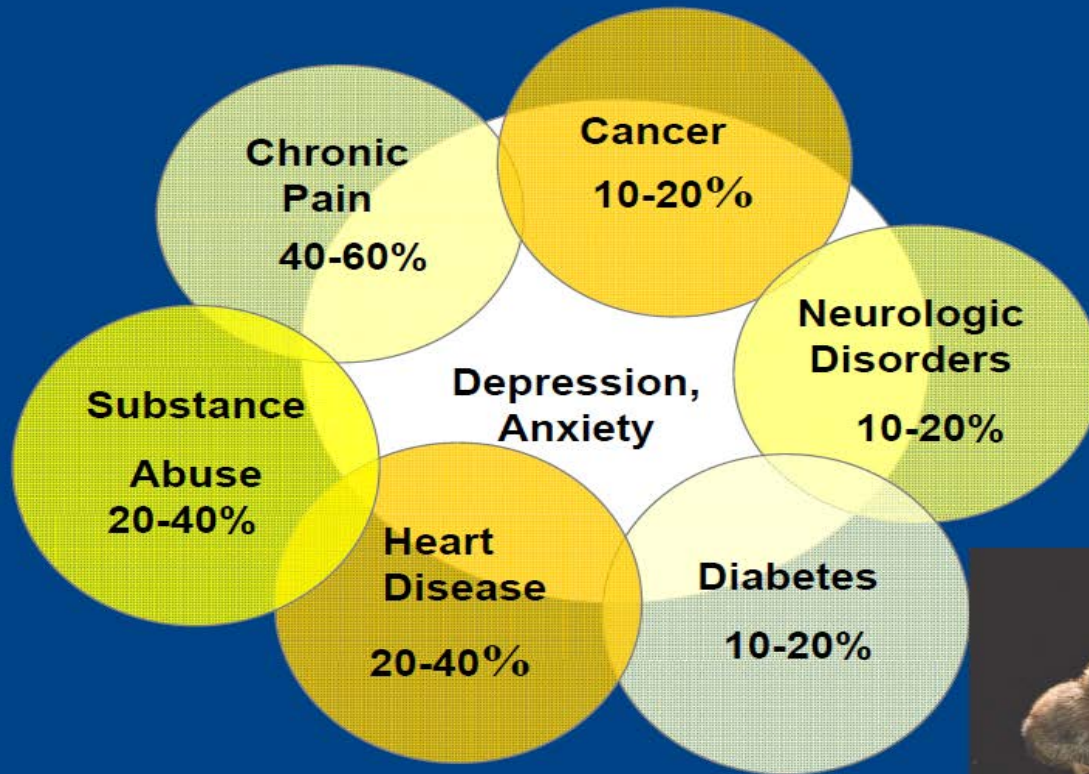 Cancer
10-20%
Chronic
Pain
40-60%
Neurologic
Disorders
10-20%
Depression,
Anxiety
Substance
Abuse
20-40%
Heart
Disease
20-40%
Diabetes
10-20%